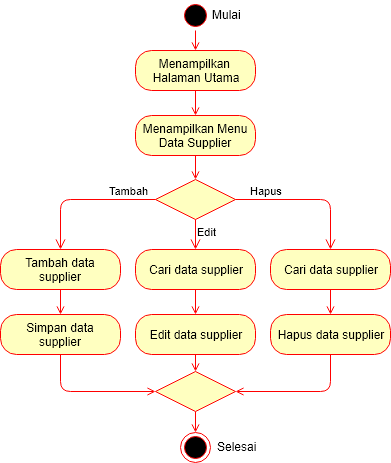 Mulai
Menampilkan
Halaman Utama
Menampilkan Menu
Data Supplier
Tambah
Hapus
Edit
Tambah data
supplier
Cari data supplier
Cari data supplier
Simpan data
supplier
Edit data supplier
Hapus data supplier
Selesai